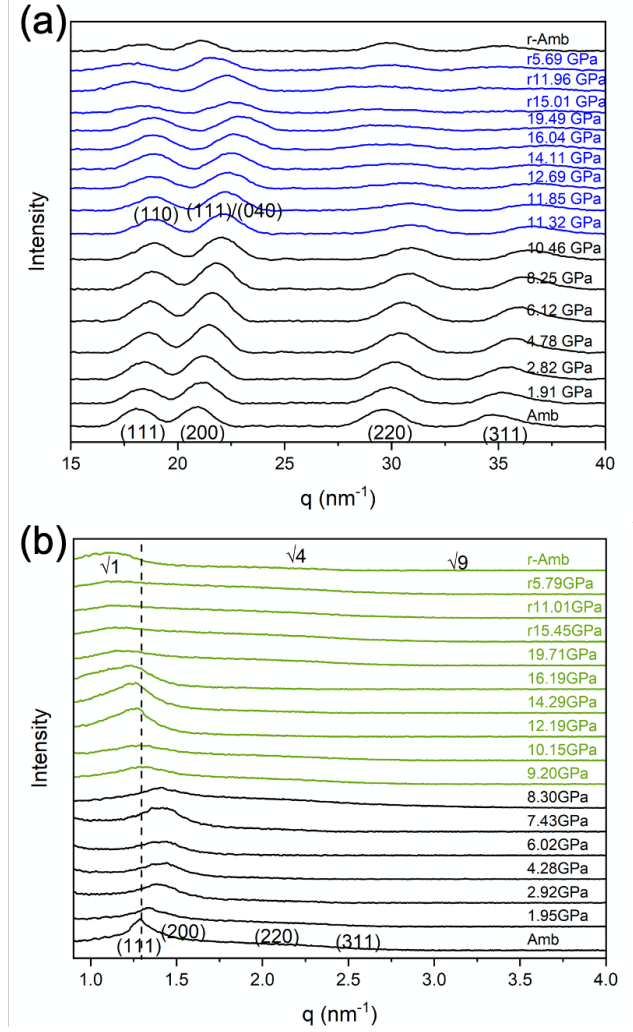 (a)
r-Amb
r5.69 GPa
r11.96 GPa
r15.01 GPa
19.49 GPa
16.04 GPa
14.11 GPa
12.69 GPa
11.85 GPa
(110) (111)/(040)
11.32 GPa
10.46 GPa
8.25 GPa
6.12 GPa
4.78 GPa
2.82 GPa
1.91 GPa
Amb
(111) (200) (220) (311)
Intensity
15 20 25 30 35 40
q (nm⁻¹)
(b)
r-Amb
√1 √4 √9
r5.79GPa
r11.01GPa
r15.45GPa
19.71GPa
16.19GPa
14.29GPa
12.19GPa
10.15GPa
9.20GPa
8.30GPa
7.43GPa
6.02GPa
4.28GPa
2.92GPa
1.95GPa
Amb
(111) (200) (220) (311)
Intensity
1.0 1.5 2.0 2.5 3.0 3.5 4.0
q (nm⁻¹)